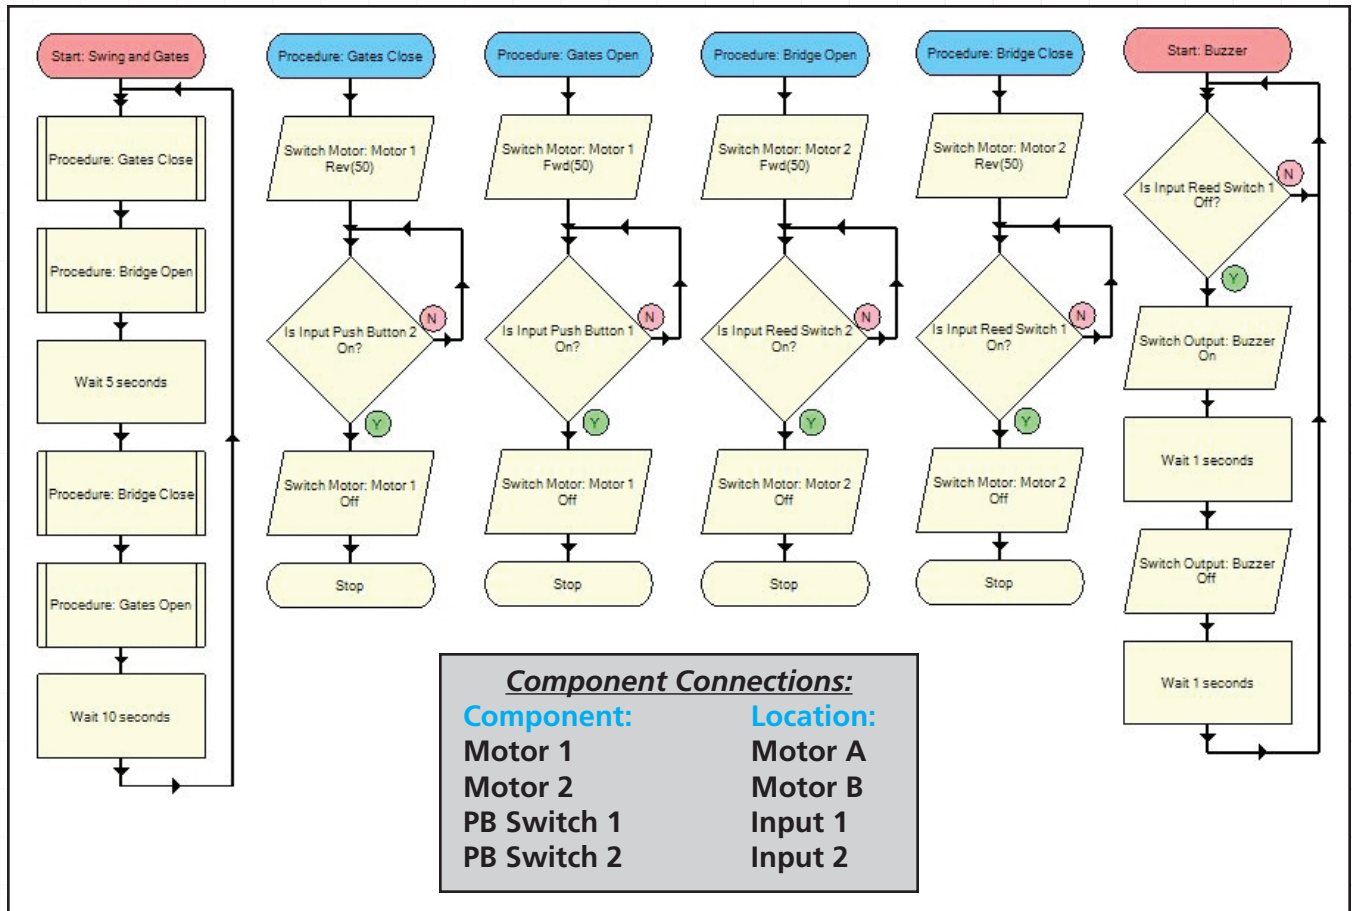 Start: Swing and Gates
Procedure: Gates Close
Procedure: Bridge Open
Wait 5 seconds
Procedure: Bridge Close
Procedure: Gates Open
Wait 10 seconds
Procedure: Gates Close
Switch Motor: Motor 1
Rev(50)
Is Input Push Button 2
On?
N
Y
Switch Motor: Motor 1
Off
Stop
Procedure: Gates Open
Switch Motor: Motor 1
Fwd(50)
Is Input Push Button 1
On?
N
Y
Switch Motor: Motor 1
Off
Stop
Procedure: Bridge Open
Switch Motor: Motor 2
Fwd(50)
Is Input Reed Switch 2
On?
N
Y
Switch Motor: Motor 2
Off
Stop
Procedure: Bridge Close
Switch Motor: Motor 2
Rev(50)
Is Input Reed Switch 1
On?
N
Y
Switch Motor: Motor 2
Off
Stop
Start: Buzzer
Is Input Reed Switch 1
Off?
N
Y
Switch Output: Buzzer
On
Wait 1 seconds
Switch Output: Buzzer
Off
Wait 1 seconds
Component Connections:
Component: Location:
Motor 1 Motor A
Motor 2 Motor B
PB Switch 1 Input 1
PB Switch 2 Input 2